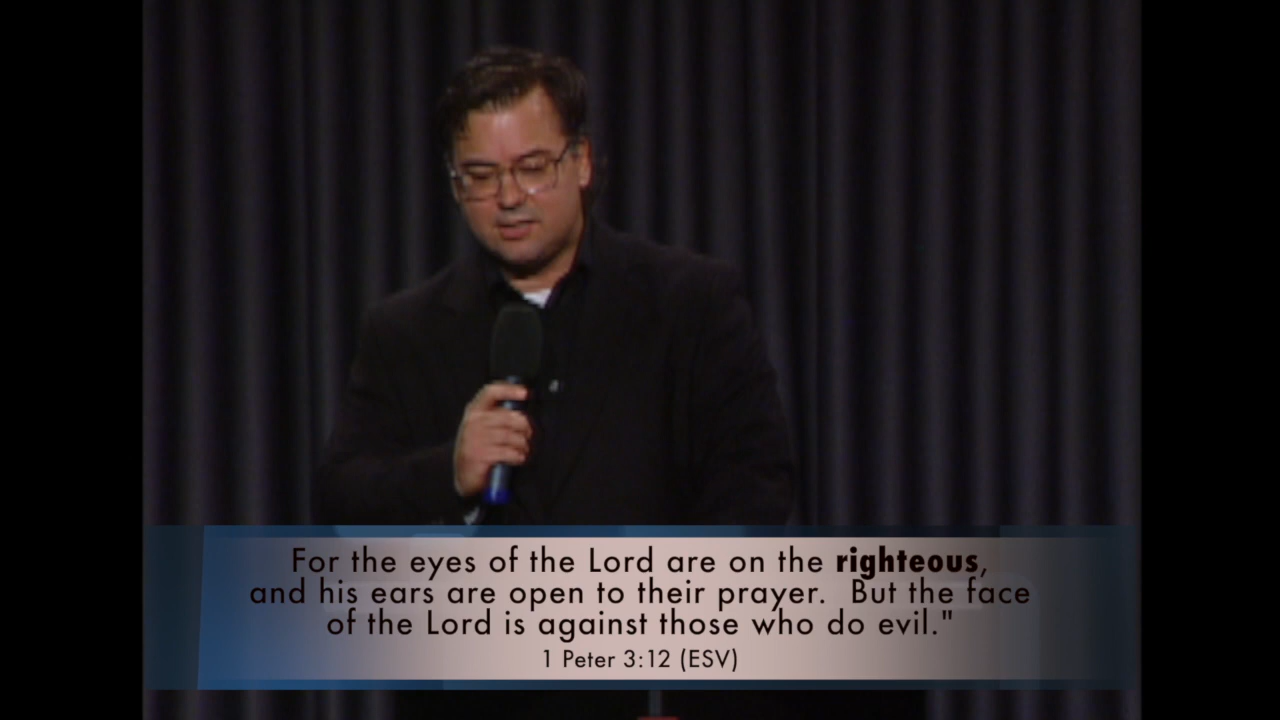 For the eyes of the Lord are on the righteous,
and his ears are open to their prayer. But the face
of the Lord is against those who do evil."
1 Peter 3:12 (ESV)